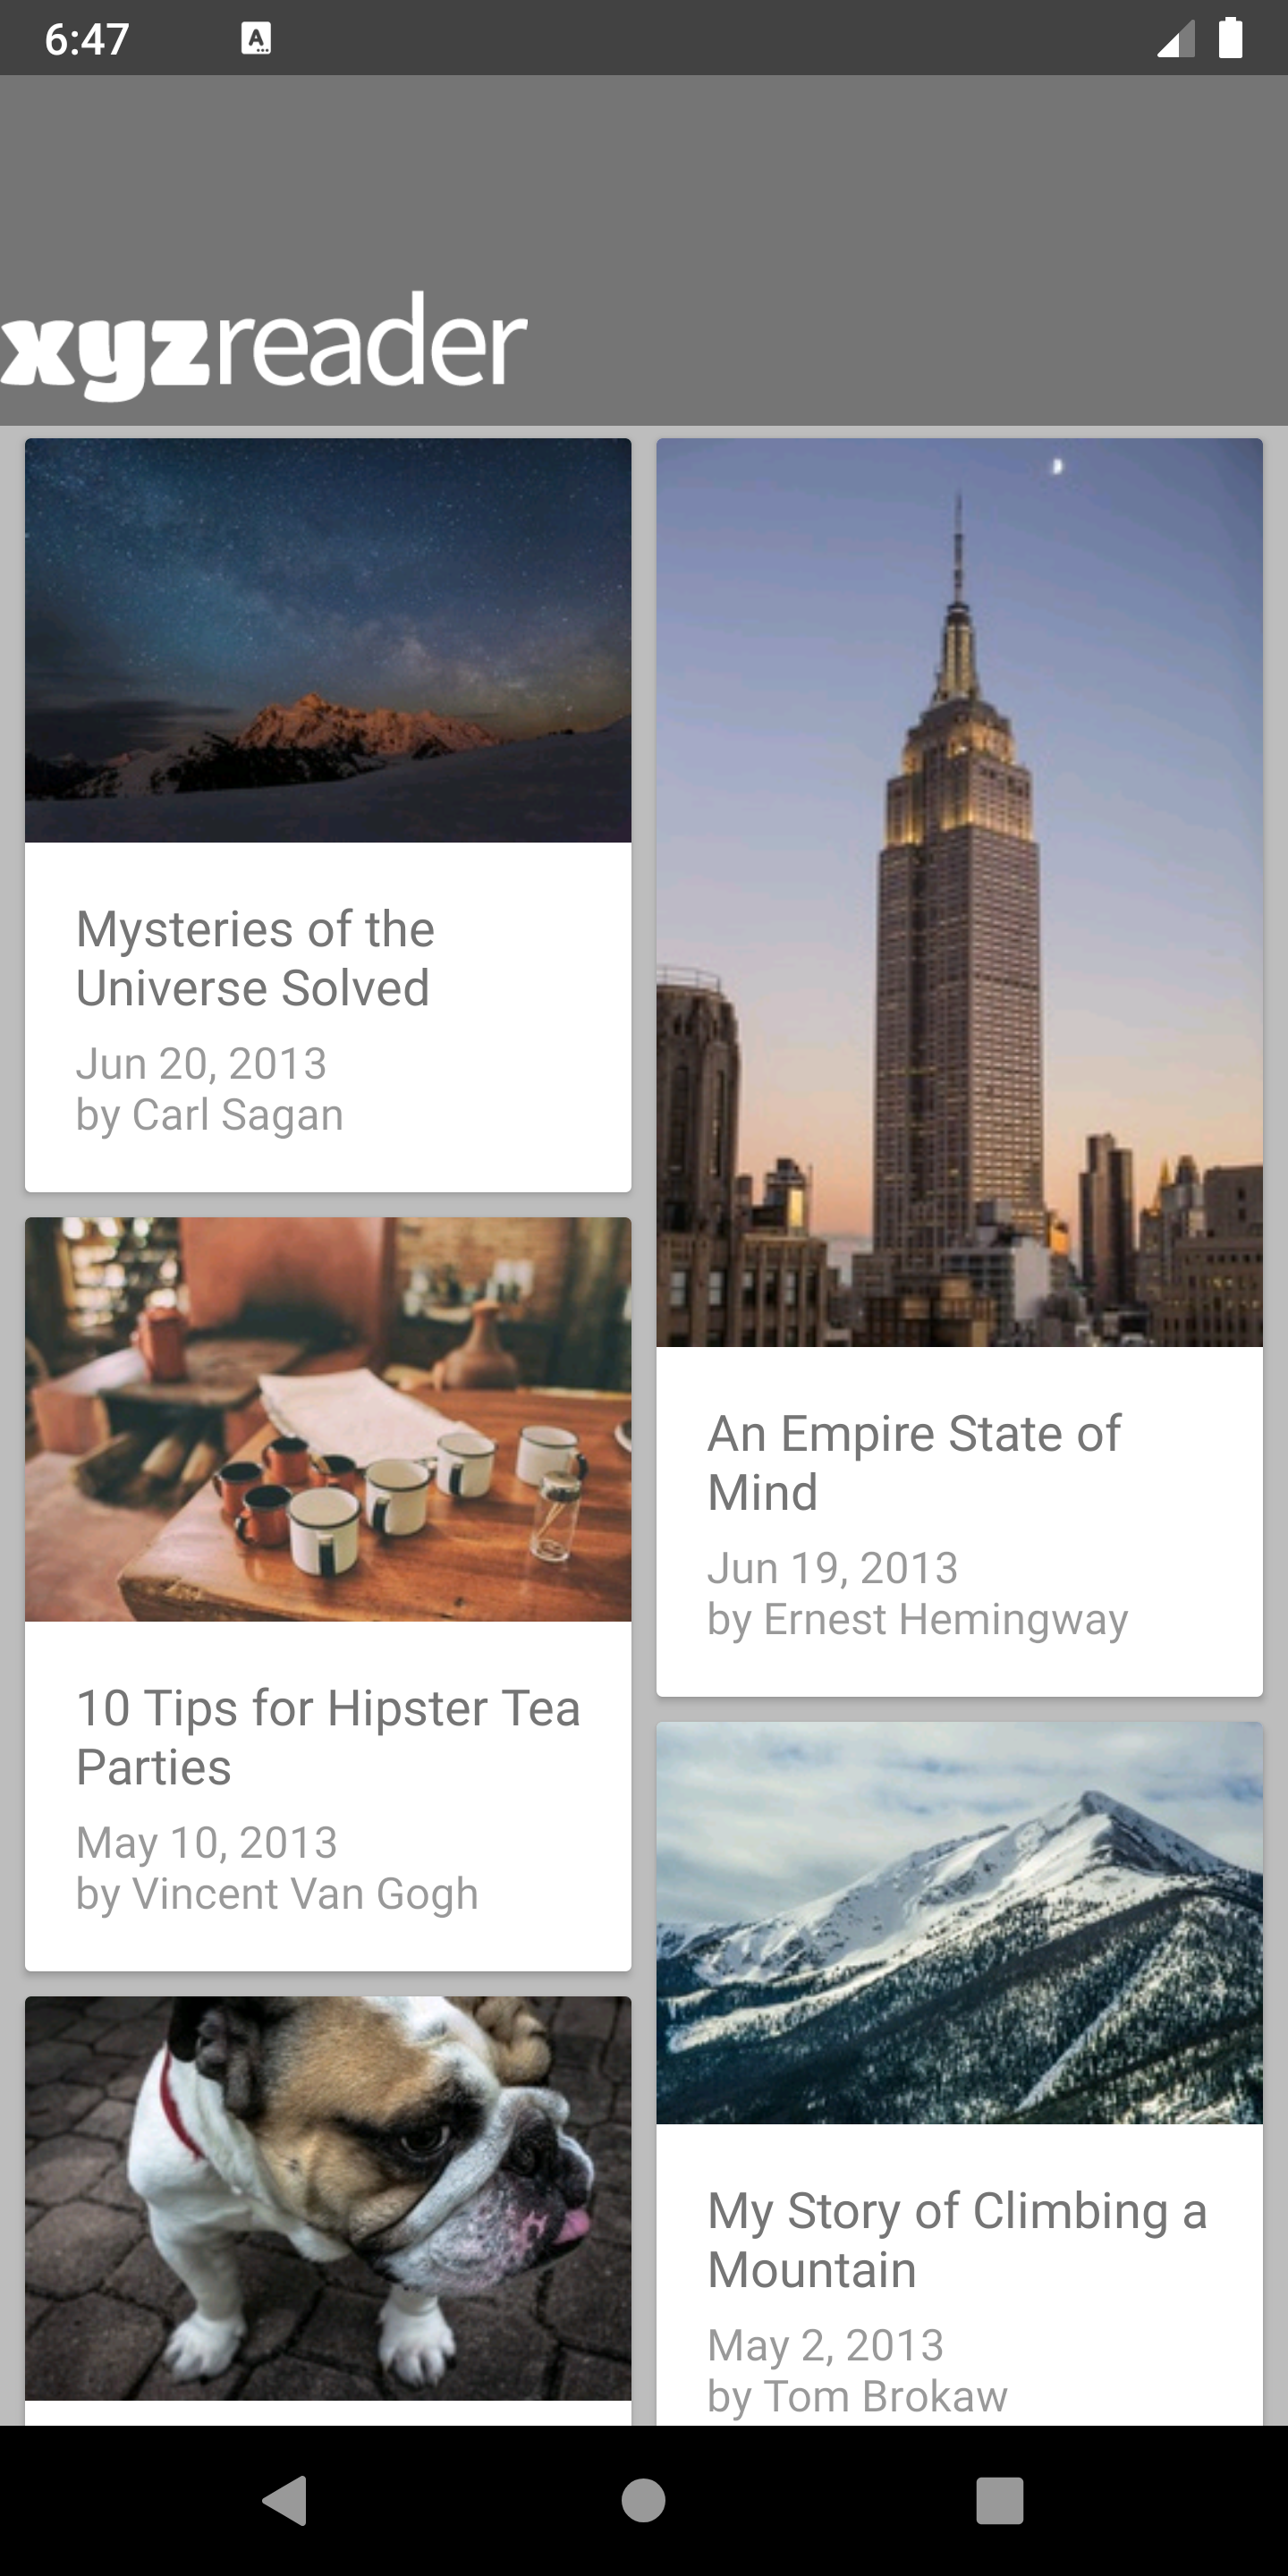 6:47
A
xyzreader
Mysteries of the
Universe Solved
Jun 20, 2013
by Carl Sagan
An Empire State of
Mind
Jun 19, 2013
by Ernest Hemingway
10 Tips for Hipster Tea
Parties
May 10, 2013
by Vincent Van Gogh
My Story of Climbing a
Mountain
May 2, 2013
by Tom Brokaw